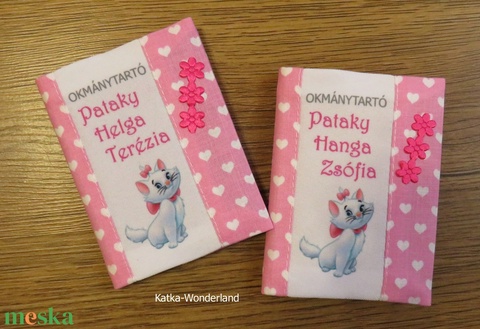 OKMÁNYTARTÓ
Pataky
Helga
Terézia
OKMÁNYTARTÓ
Pataky
Hanga
Zsófia
Katka-Wonderland
meska